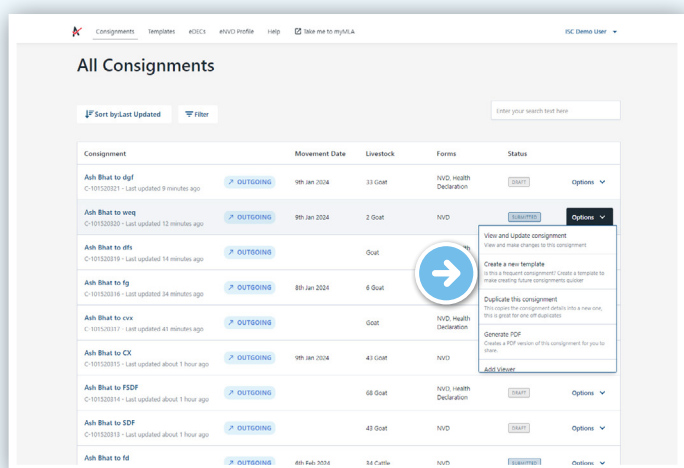 Consignments Templates eDECs eNVD Profile Help Take me to myMLA ISC Demo User
All Consignments
Sort by:Last Updated Filter Enter your search text here
Consignment Movement Date Livestock Forms Status
Ash Bhat to dgf
C-101520321 - Last updated 9 minutes ago
OUTGOING 9th Jan 2024 33 Goat NVD, Health
Declaration
DRAFT Options
Ash Bhat to weq
C-101520320 - Last updated 12 minutes ago
OUTGOING 9th Jan 2024 2 Goat NVD SUBMITTED Options
View and Update consignment
View and make changes to this consignment
Create a new template
Is this a frequent consignment? Create a template to
make creating future consignments quicker
Duplicate this consignment
This copies the consignment details into a new one,
this is great for one off duplicates
Generate PDF
Creates a PDF version of this consignment for you to
share.
Add Viewer
Ash Bhat to dfs
C-101520319 - Last updated 14 minutes ago
OUTGOING Goat
Ash Bhat to fg
C-101520318 - Last updated 34 minutes ago
OUTGOING 8th Jan 2024 6 Goat
Ash Bhat to cvx
C-101520317 - Last updated 41 minutes ago
OUTGOING Goat NVD, Health
Declaration
Ash Bhat to CX
C-101520315 - Last updated about 1 hour ago
OUTGOING 9th Jan 2024 43 Goat NVD
Ash Bhat to FSDF
C-101520314 - Last updated about 1 hour ago
OUTGOING 68 Goat NVD, Health
Declaration
DRAFT Options
Ash Bhat to SDF
C-101520313 - Last updated about 1 hour ago
OUTGOING 43 Goat NVD DRAFT Options
Ash Bhat to fd
OUTGOING 6th Feb 2024 34 Cattle NVD SUBMITTED Options